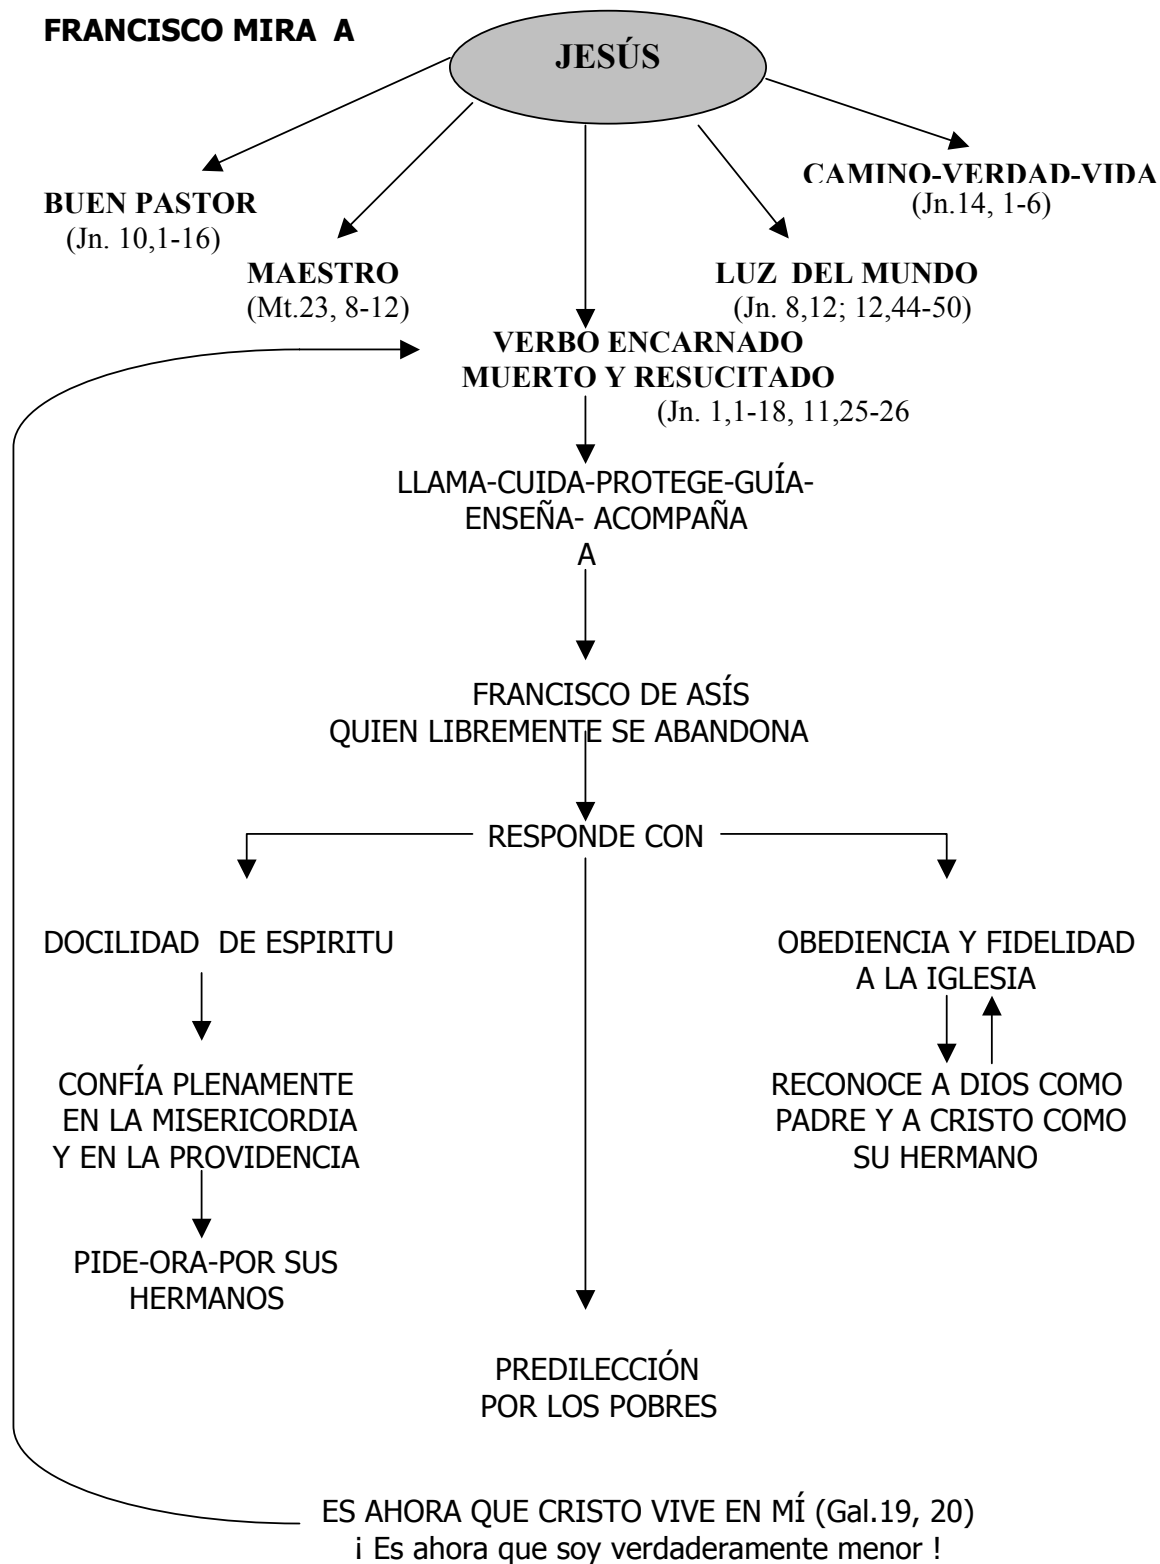 FRANCISCO MIRA A
JESÚS
CAMINO-VERDAD-VIDA
(Jn.14, 1-6)
BUEN PASTOR
(Jn. 10,1-16)
MAESTRO
(Mt.23, 8-12)
LUZ DEL MUNDO
(Jn. 8,12; 12,44-50)
VERBO ENCARNADO
MUERTO Y RESUCITADO
(Jn. 1,1-18, 11,25-26
LLAMA-CUIDA-PROTEGE-GUÍA-
ENSEÑA- ACOMPAÑA
A
FRANCISCO DE ASÍS
QUIEN LIBREMENTE SE ABANDONA
RESPONDE CON
DOCILIDAD DE ESPIRITU
CONFÍA PLENAMENTE
EN LA MISERICORDIA
Y EN LA PROVIDENCIA
PIDE-ORA-POR SUS
HERMANOS
OBEDIENCIA Y FIDELIDAD
A LA IGLESIA
RECONOCE A DIOS COMO
PADRE Y A CRISTO COMO
SU HERMANO
PREDILECCIÓN
POR LOS POBRES
ES AHORA QUE CRISTO VIVE EN MÍ (Gal.19, 20)
¡ Es ahora que soy verdaderamente menor !